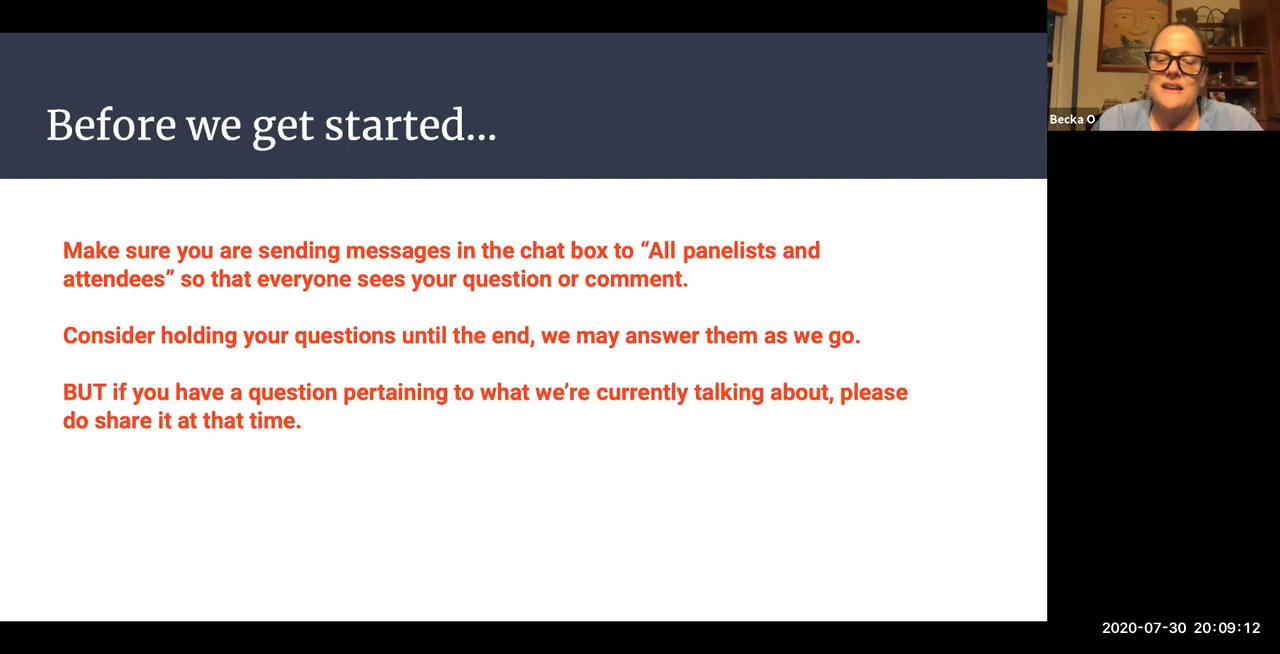 Before we get started...
Becka O
Make sure you are sending messages in the chat box to “All panelists and
attendees” so that everyone sees your question or comment.
Consider holding your questions until the end, we may answer them as we go.
BUT if you have a question pertaining to what we’re currently talking about, please
do share it at that time.
2020-07-30 20:09:12